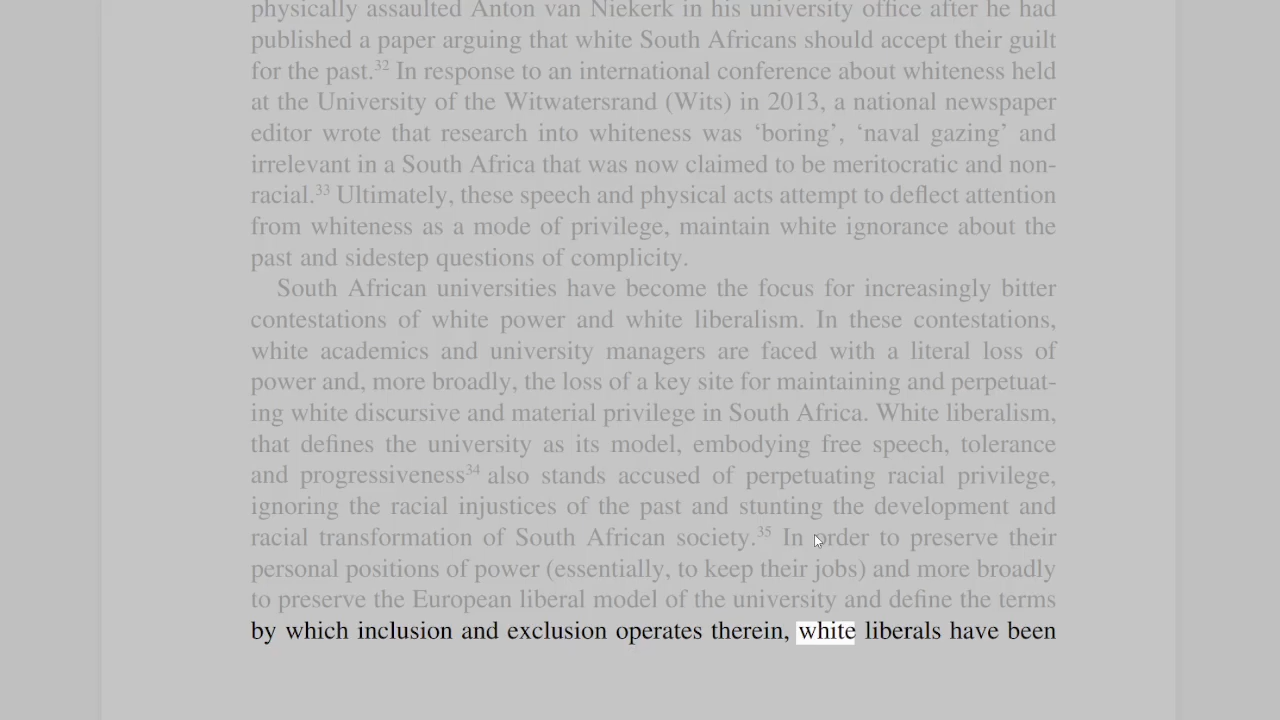 physically assaulted Anton van Niekerk in his university office after he had
published a paper arguing that white South Africans should accept their guilt
for the past.32 In response to an international conference about whiteness held
at the University of the Witwatersrand (Wits) in 2013, a national newspaper
editor wrote that research into whiteness was ‘boring’, ‘naval gazing’ and
irrelevant in a South Africa that was now claimed to be meritocratic and non-
racial.33 Ultimately, these speech and physical acts attempt to deflect attention
from whiteness as a mode of privilege, maintain white ignorance about the
past and sidestep questions of complicity.
South African universities have become the focus for increasingly bitter
contestations of white power and white liberalism. In these contestations,
white academics and university managers are faced with a literal loss of
power and, more broadly, the loss of a key site for maintaining and perpetuat-
ing white discursive and material privilege in South Africa. White liberalism,
that defines the university as its model, embodying free speech, tolerance
and progressiveness34 also stands accused of perpetuating racial privilege,
ignoring the racial injustices of the past and stunting the development and
racial transformation of South African society.35 In order to preserve their
personal positions of power (essentially, to keep their jobs) and more broadly
to preserve the European liberal model of the university and define the terms
by which inclusion and exclusion operates therein, white liberals have been